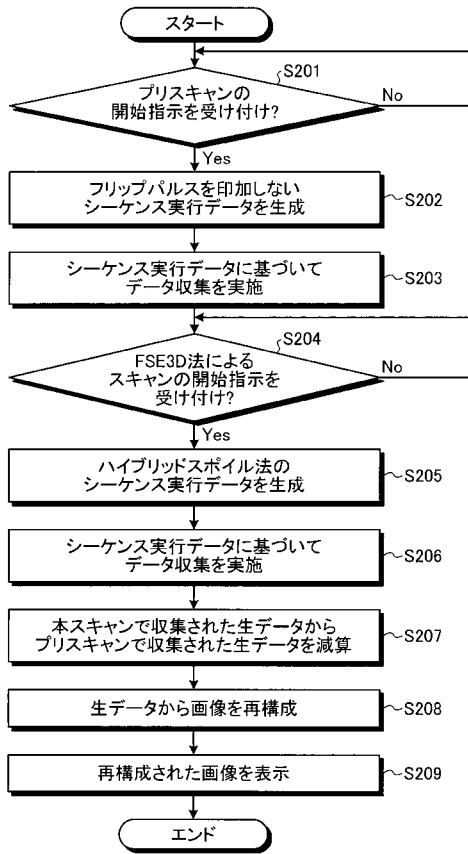 スタート
S201
プリスキャンの
開始指示を受け付け?
No
Yes
フリップパルスを印加しない
シーケンス実行データを生成
S202
シーケンス実行データに基づいて
データ収集を実施
S203
S204
FSE3D法による
スキャンの開始指示を
受け付け?
No
Yes
ハイブリッドスポイル法の
シーケンス実行データを生成
S205
シーケンス実行データに基づいて
データ収集を実施
S206
本スキャンで収集された生データから
プリスキャンで収集された生データを減算
S207
生データから画像を再構成
S208
再構成された画像を表示
S209
エンド